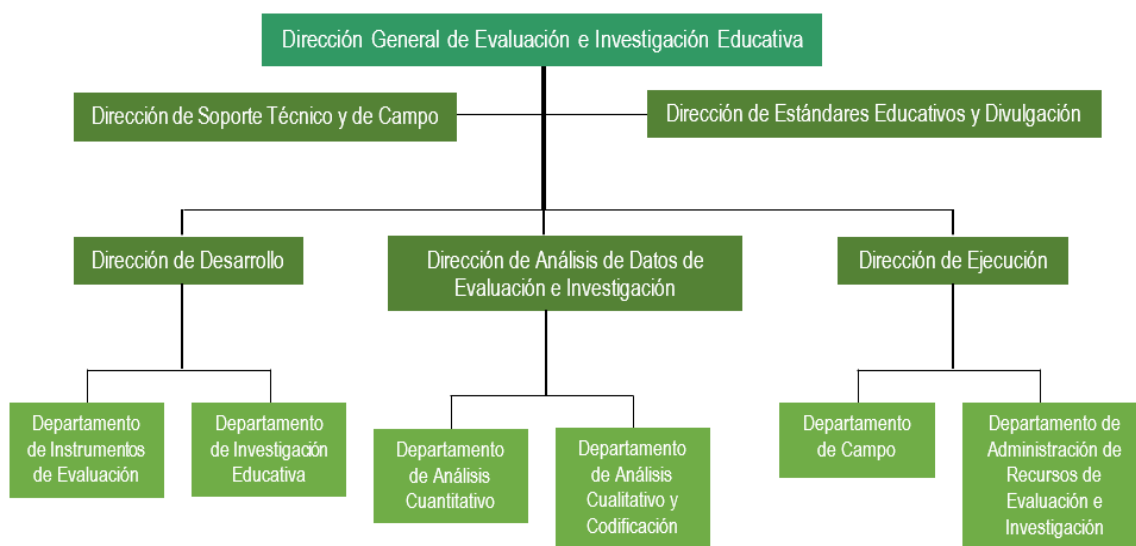 Dirección General de Evaluación e Investigación Educativa
Dirección de Soporte Técnico y de Campo
Dirección de Estándares Educativos y Divulgación
Dirección de Desarrollo
Dirección de Análisis de Datos de
Evaluación e Investigación
Dirección de Ejecución
Departamento
de Instrumentos
de Evaluación
Departamento
de Investigación
Educativa
Departamento
de Análisis
Cuantitativo
Departamento
de Análisis
Cualitativo y
Codificación
Departamento
de Campo
Departamento de
Administración de
Recursos de
Evaluación e
Investigación